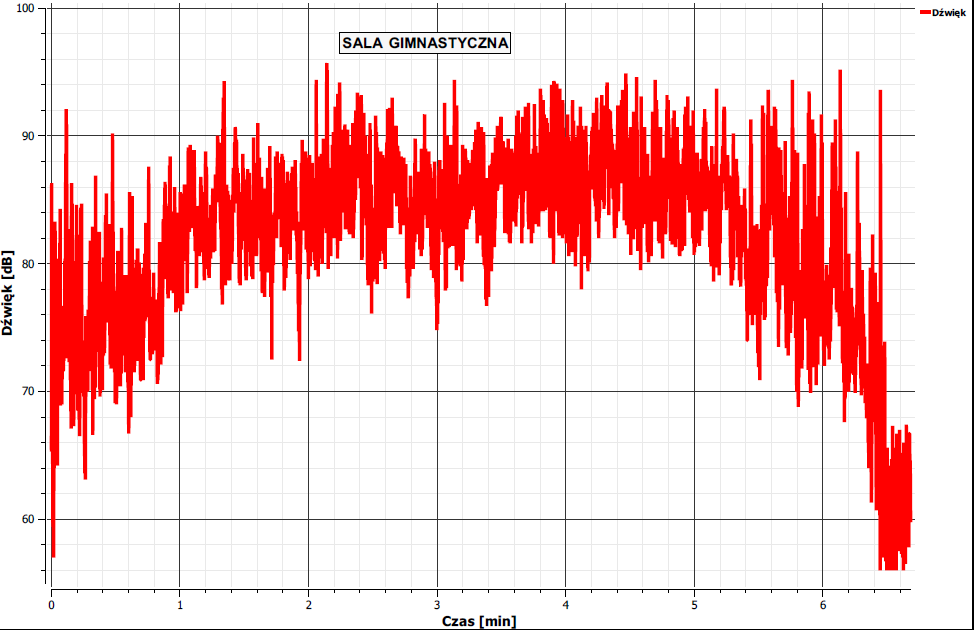 100
Dźwięk
SALA GIMNASTYCZNA
90
80
Dźwięk [dB]
70
60
0 1 2 3 4 5 6
Czas [min]